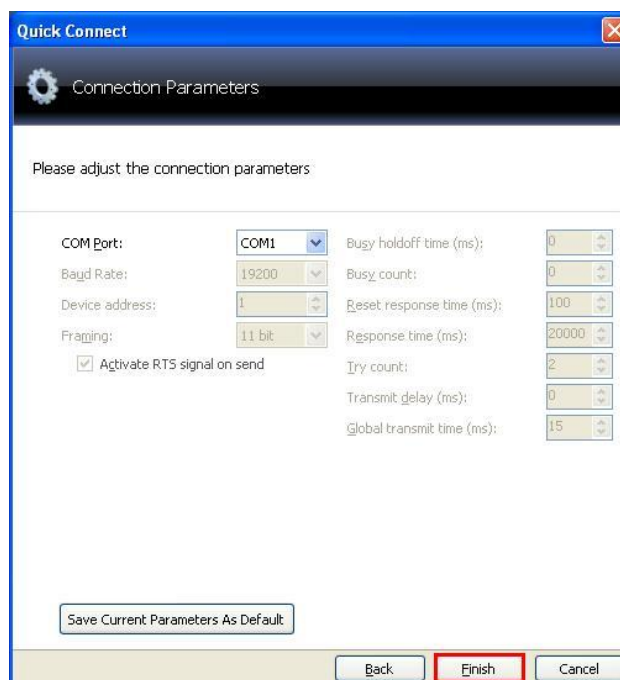 Quick Connect
Connection Parameters
Please adjust the connection parameters
COM Port: COM1
Baud Rate: 19200
Device address: 1
Framing: 11 bit
Activate RTS signal on send
Busy holdoff time (ms): 0
Busy count: 0
Reset response time (ms): 100
Response time (ms): 20000
Try count: 2
Transmit delay (ms): 0
Global transmit time (ms): 15
Save Current Parameters As Default
Back Finish Cancel